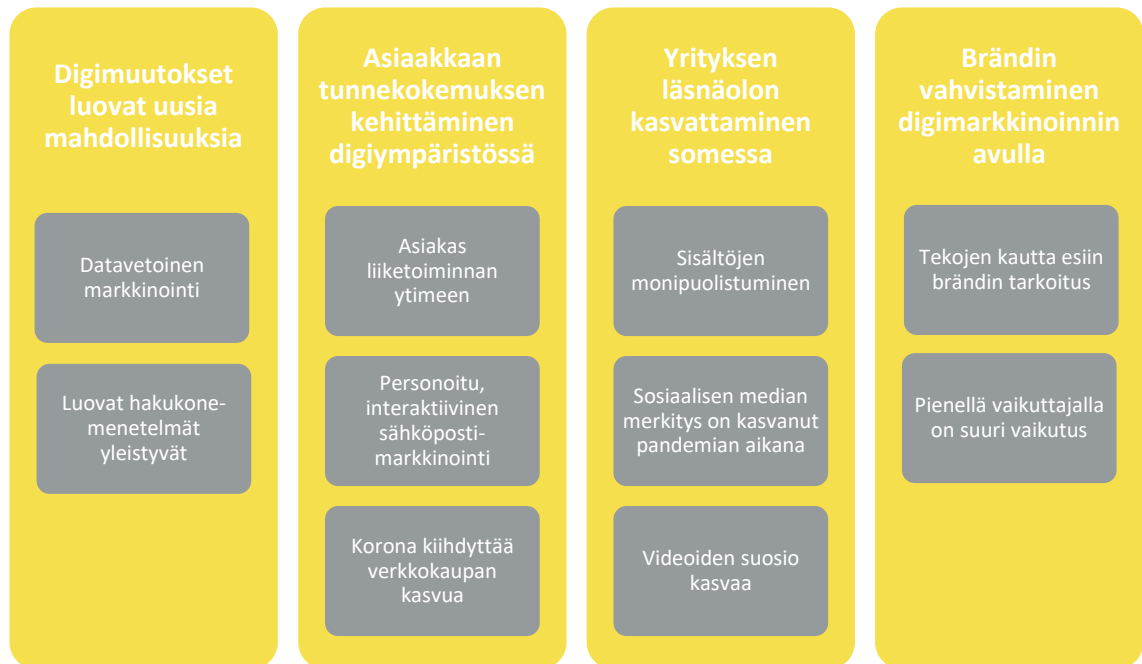 Digimuutokset
luovat uusia
mahdollisuuksia
Datavetoinen
markkinointi
Luovat hakukone-
menetelmät
yleistyvät
Asiaakkaan
tunnekokemuksen
kehittäminen
digiympäristössä
Asiakas
liiketoiminnan
ytimeen
Personoitu,
interaktiivinen
sähköposti-
markkinointi
Korona kiihdyttää
verkkokaupan
kasvua
Yrityksen
läsnäolon
kasvattaminen
somessa
Sisältöjen
monipuolistuminen
Sosiaalisen median
merkitys on kasvanut
pandemian aikana
Videoiden suosio
kasvaa
Brändin
vahvistaminen
digimarkkinoinnin
avulla
Tekojen kautta esiin
brändin tarkoitus
Pienellä vaikuttajalla
on suuri vaikutus